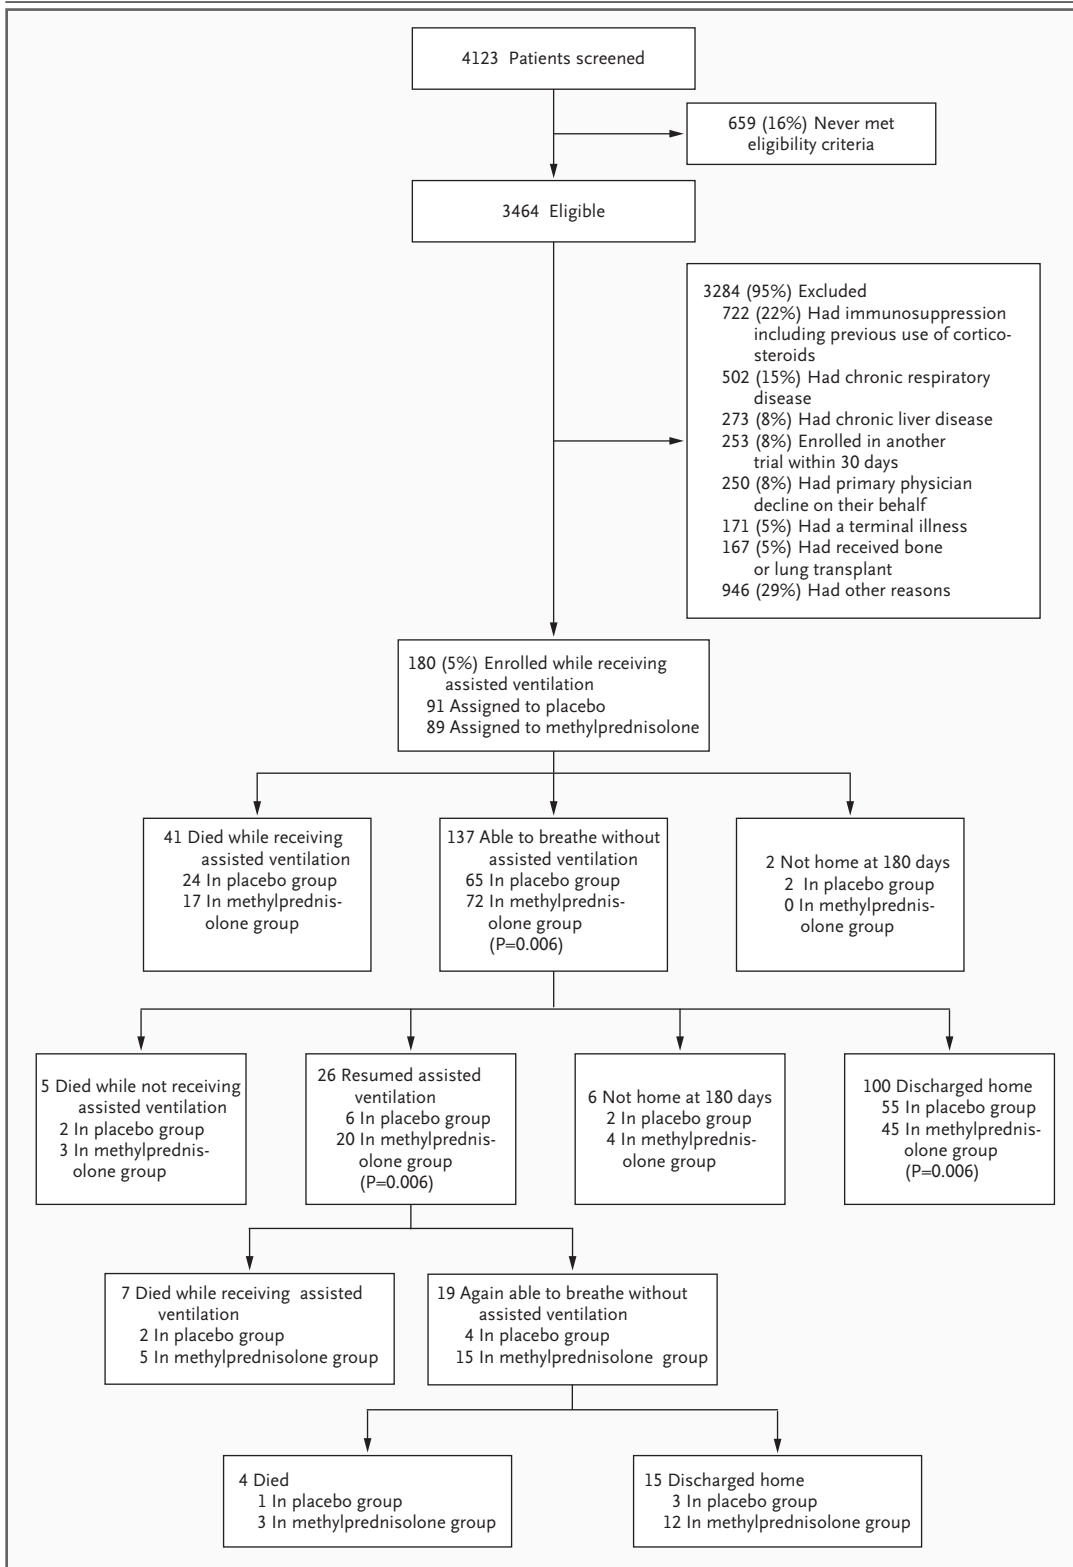 4123 Patients screened
659 (16%) Never met
eligibility criteria
3464 Eligible
3284 (95%) Excluded
722 (22%) Had immunosuppression
including previous use of cortico-
steroids
502 (15%) Had chronic respiratory
disease
273 (8%) Had chronic liver disease
253 (8%) Enrolled in another
trial within 30 days
250 (8%) Had primary physician
decline on their behalf
171 (5%) Had a terminal illness
167 (5%) Had received bone
or lung transplant
946 (29%) Had other reasons
180 (5%) Enrolled while receiving
assisted ventilation
91 Assigned to placebo
89 Assigned to methylprednisolone
41 Died while receiving
assisted ventilation
24 In placebo group
17 In methylprednis-
olone group
137 Able to breathe without
assisted ventilation
65 In placebo group
72 In methylprednis-
olone group
(P=0.006)
2 Not home at 180 days
2 In placebo group
0 In methylprednis-
olone group
5 Died while not receiving
assisted ventilation
2 In placebo group
3 In methylprednis-
olone group
26 Resumed assisted
ventilation
6 In placebo group
20 In methylprednis-
olone group
(P=0.006)
6 Not home at 180 days
2 In placebo group
4 In methylprednis-
olone group
100 Discharged home
55 In placebo group
45 In methylprednis-
olone group
(P=0.006)
7 Died while receiving assisted
ventilation
2 In placebo group
5 In methylprednisolone group
19 Again able to breathe without
assisted ventilation
4 In placebo group
15 In methylprednisolone group
4 Died
1 In placebo group
3 In methylprednisolone group
15 Discharged home
3 In placebo group
12 In methylprednisolone group